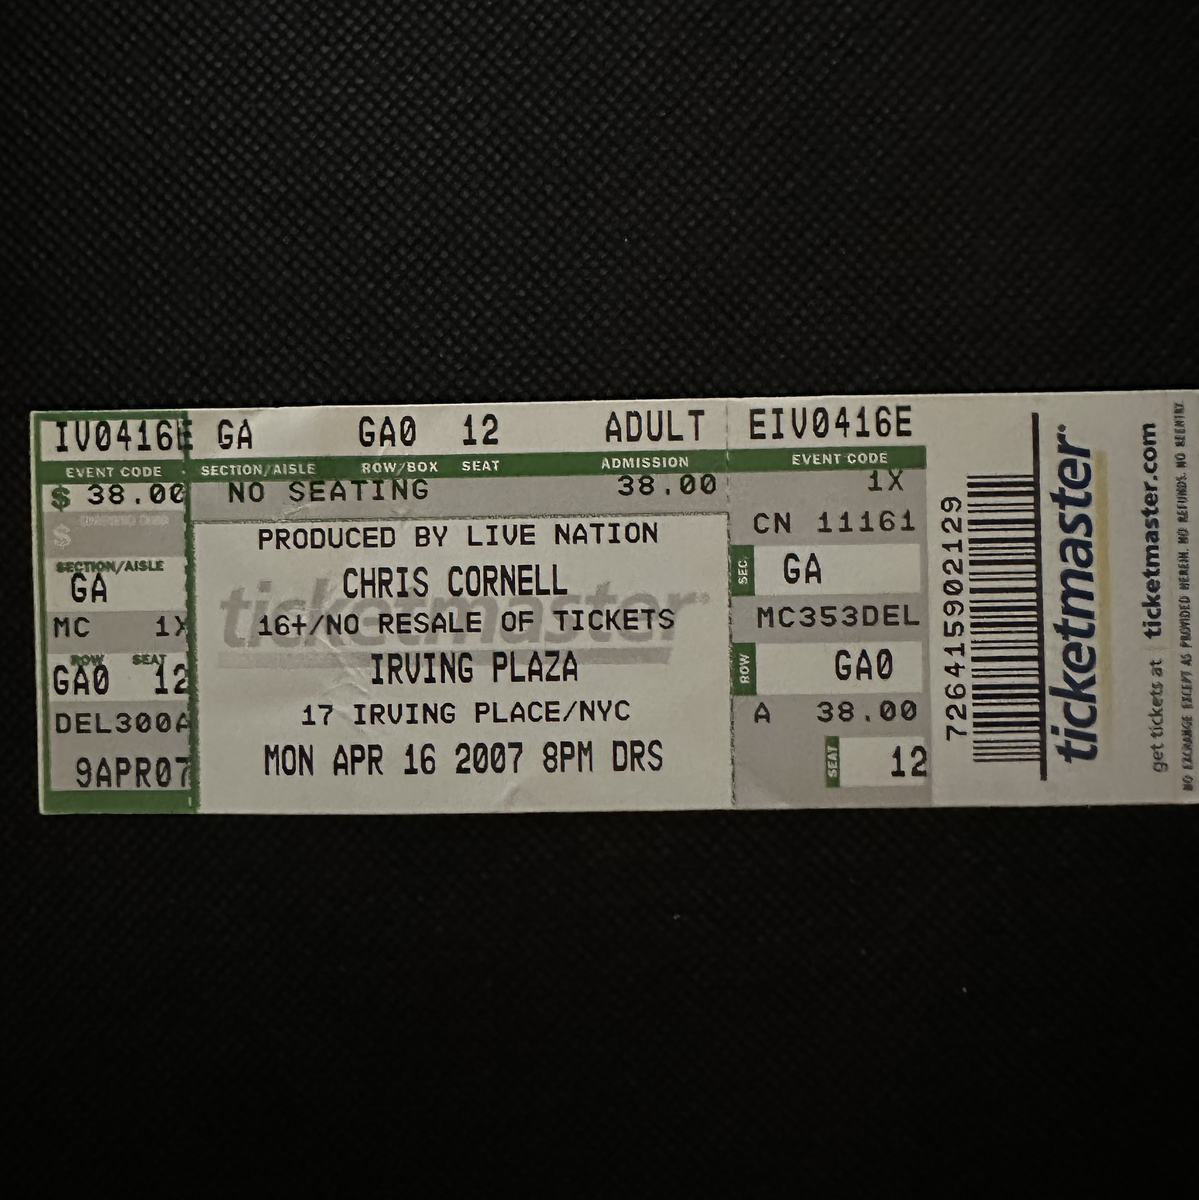 IV0416E GA GA0 12 ADULT EIV0416E
EVENT CODE SECTION/AISLE ROW/BOX SEAT ADMISSION EVENT CODE
$ 38.00 NO SEATING 38.00 1X
$
PRODUCED BY LIVE NATION
CN 11161
SECTION/AISLE
GA
CHRIS CORNELL
SEC. GA
ticketmaster
MC 1X
16+/NO RESALE OF TICKETS
MC353DEL
ROW SEAT
GA0 12
IRVING PLAZA
ROW GA0
DEL300A
17 IRVING PLACE/NYC
A 38.00
9APR07
MON APR 16 2007 8PM DRS
SEAT 12
726415902129
ticketmaster
get tickets at ticketmaster.com
NO EXCHANGE EXCEPT AS PROVIDED HEREIN. NO REFUNDS. NO REENTRY.